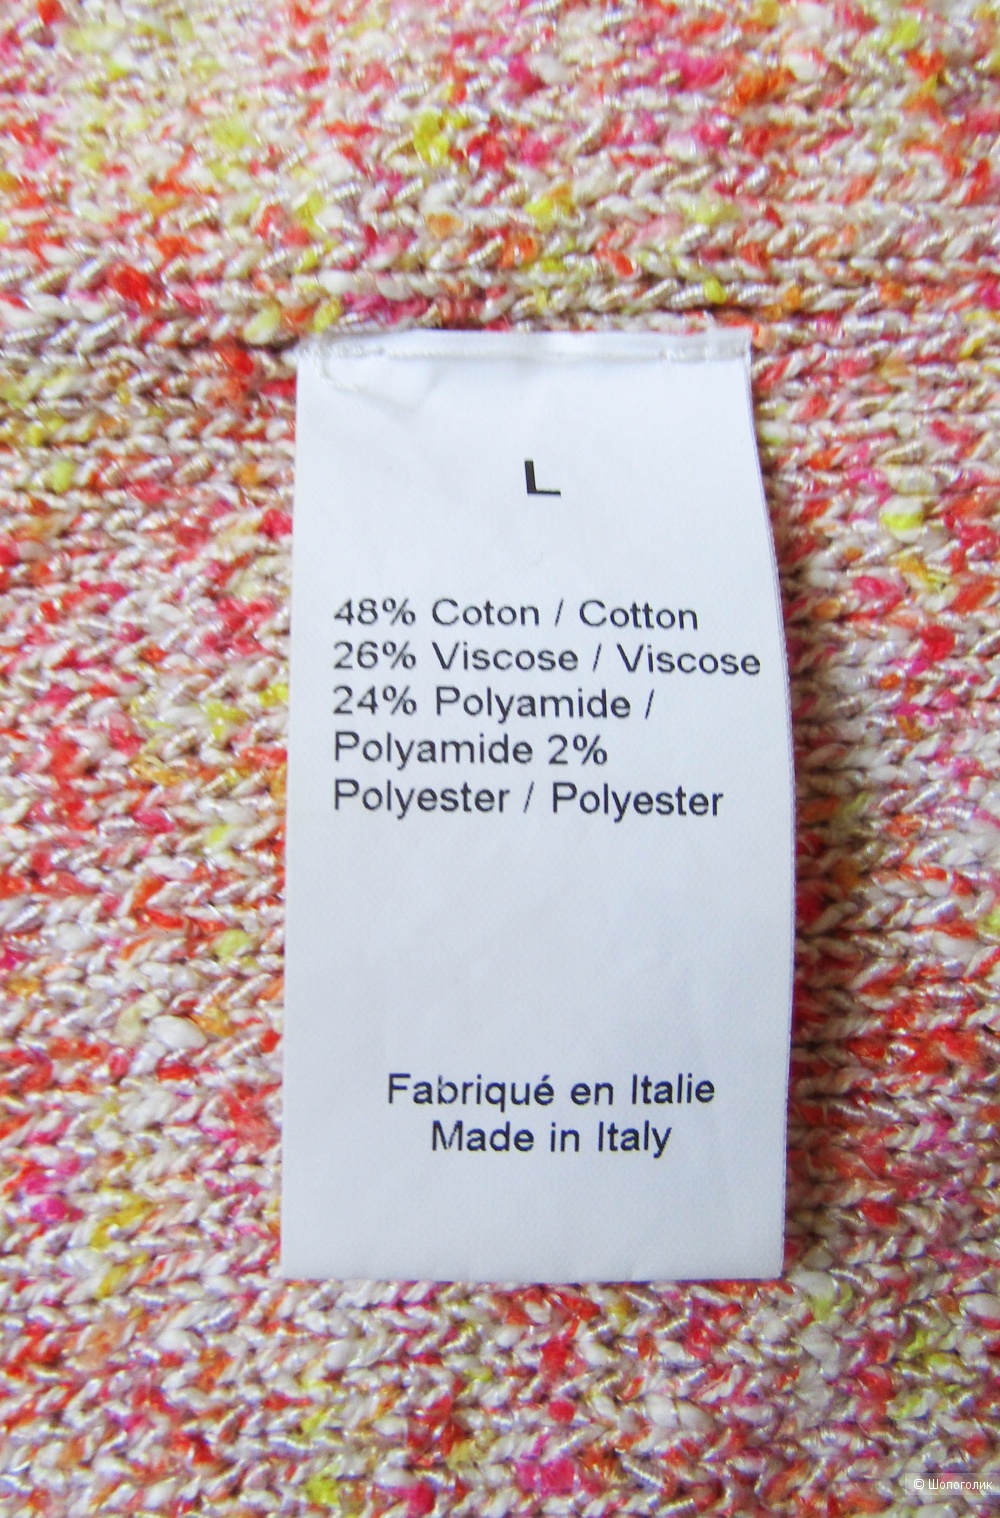 L
48% Coton / Cotton
26% Viscose / Viscose
24% Polyamide /
Polyamide 2%
Polyester / Polyester
Fabriqué en Italie
Made in Italy
© Шопоголик